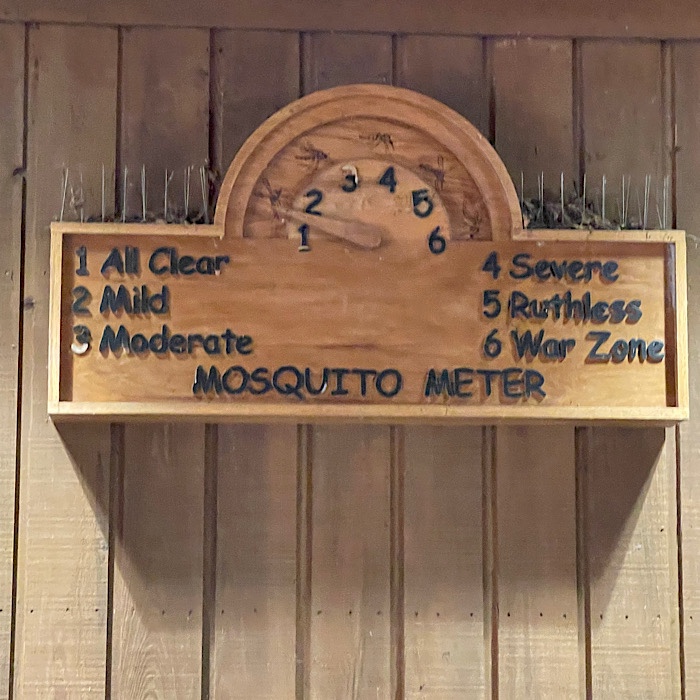 1 2 3 4 5 6
1 All Clear
2 Mild
3 Moderate
4 Severe
5 Ruthless
6 War Zone
MOSQUITO METER